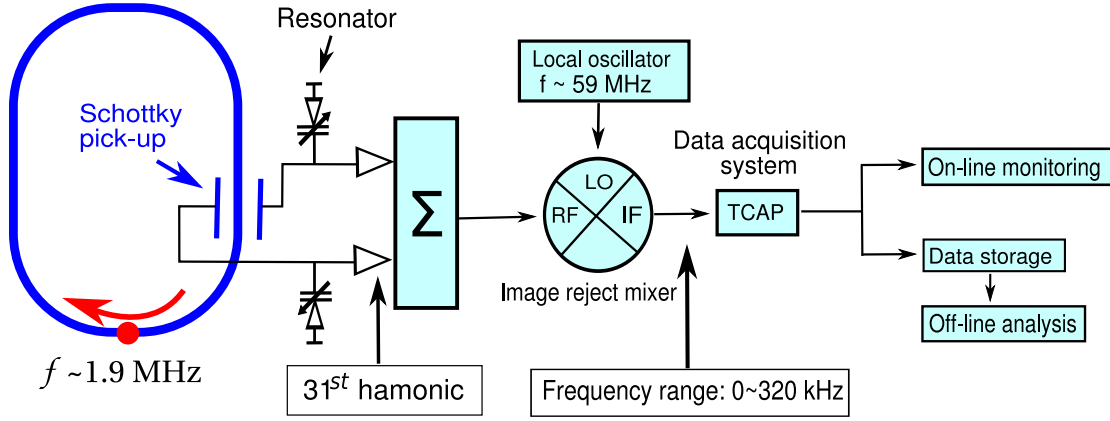 Resonator
Local oscillator
f ~ 59 MHz
Schottky
pick-up
Data acquisition
system
On-line monitoring
LO
RF
IF
Σ
TCAP
Data storage
Image reject mixer
Off-line analysis
f ~1.9 MHz
31st hamonic
Frequency range: 0~320 kHz